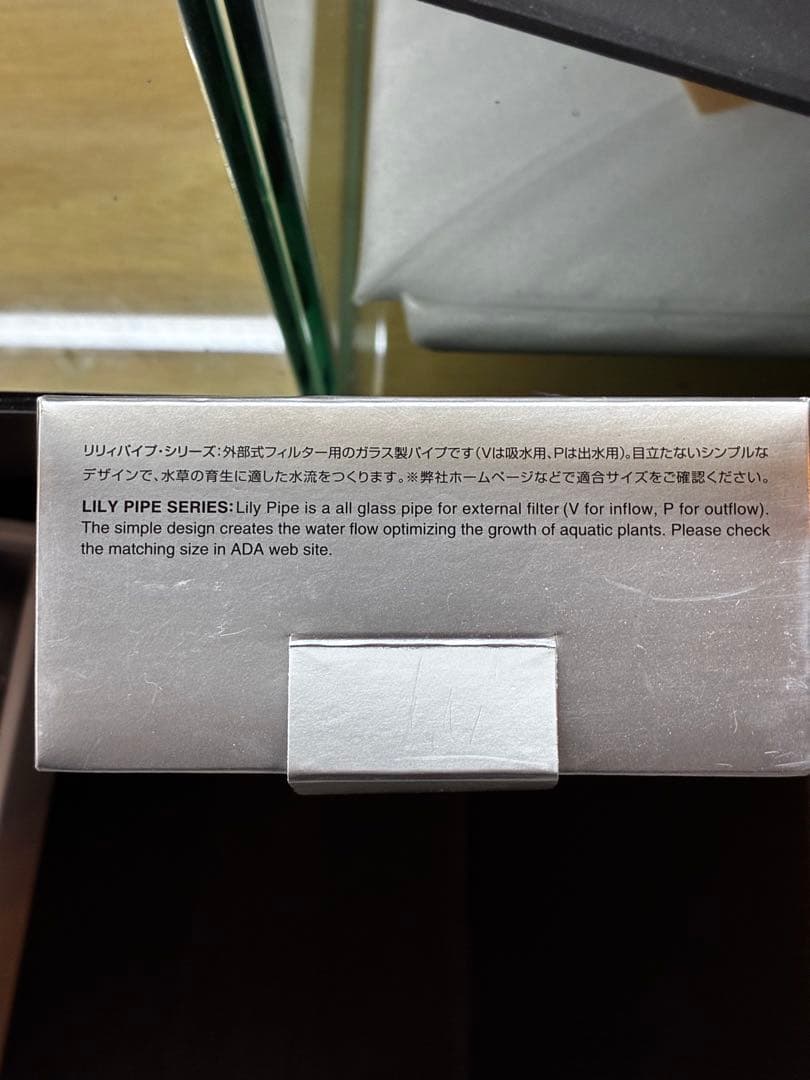 リリィパイプ・シリーズ：外部式フィルター用のガラス製パイプです（Vは吸水用、Pは出水用）。目立たないシンプルな
デザインで、水草の育生に適した水流をつくります。※弊社ホームページなどで適合サイズをご確認ください。
LILY PIPE SERIES: Lily Pipe is a all glass pipe for external filter (V for inflow, P for outflow).
The simple design creates the water flow optimizing the growth of aquatic plants. Please check
the matching size in ADA web site.